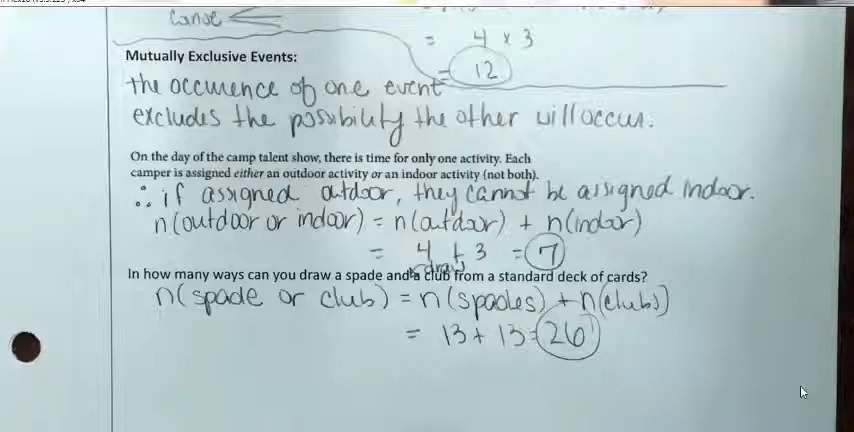 Canoe
= 4 x 3
= 12
Mutually Exclusive Events:
the occurence of one event
excludes the possibility the other will occur.
On the day of the camp talent show, there is time for only one activity. Each
camper is assigned either an outdoor activity or an indoor activity (not both).
∴ if assigned outdoor, they cannot be assigned indoor.
n(outdoor or indoor) = n(outdoor) + n(indoor)
= 4 + 3 = 7
In how many ways can you draw a spade and a club from a standard deck of cards?
n(spade or club) = n(spades) + n(clubs)
= 13 + 13 = 26